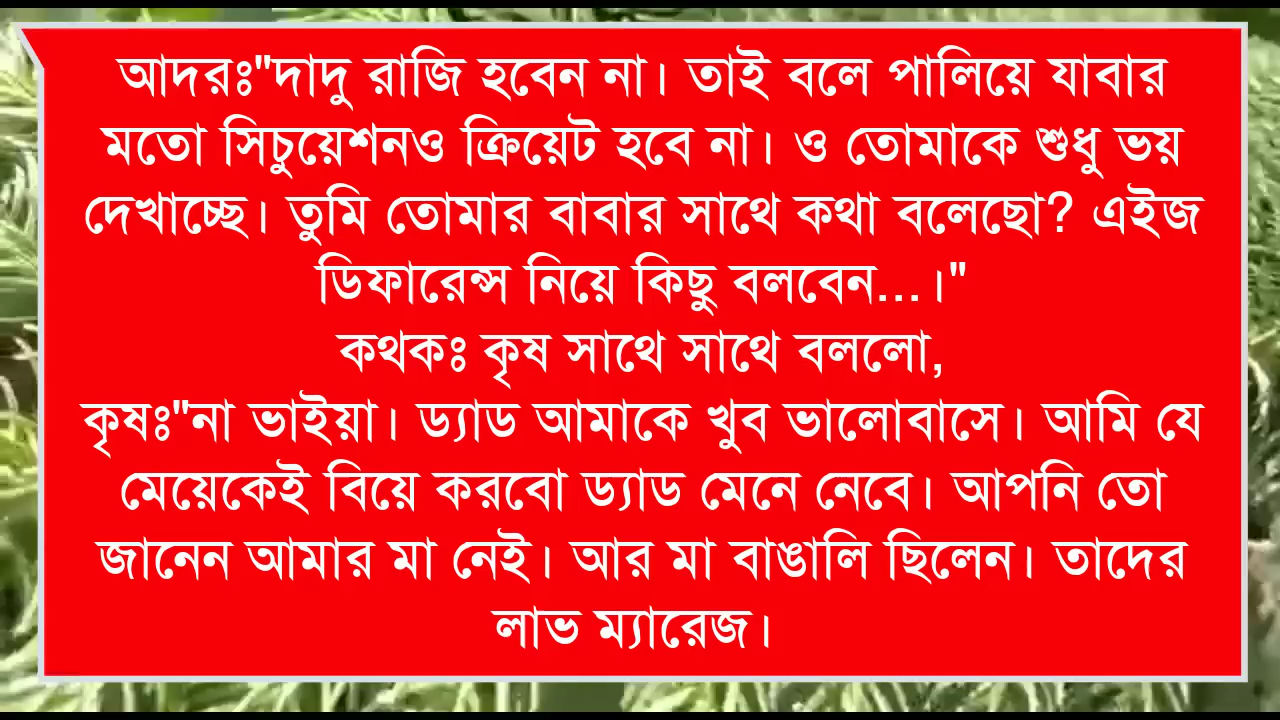 আদরঃ"দাদু রাজি হবেন না। তাই বলে পালিয়ে যাবার
মতো সিচুয়েশনও ক্রিয়েট হবে না। ও তোমাকে শুধু ভয়
দেখাচ্ছে। তুমি তোমার বাবার সাথে কথা বলেছো? এইজ
ডিফারেন্স নিয়ে কিছু বলবেন...।"
কথকঃ কৃষ সাথে সাথে বললো,
কৃষঃ"না ভাইয়া। ড্যাড আমাকে খুব ভালোবাসে। আমি যে
মেয়েকেই বিয়ে করবো ড্যাড মেনে নেবে। আপনি তো
জানেন আমার মা নেই। আর মা বাঙালি ছিলেন। তাদের
লাভ ম্যারেজ।